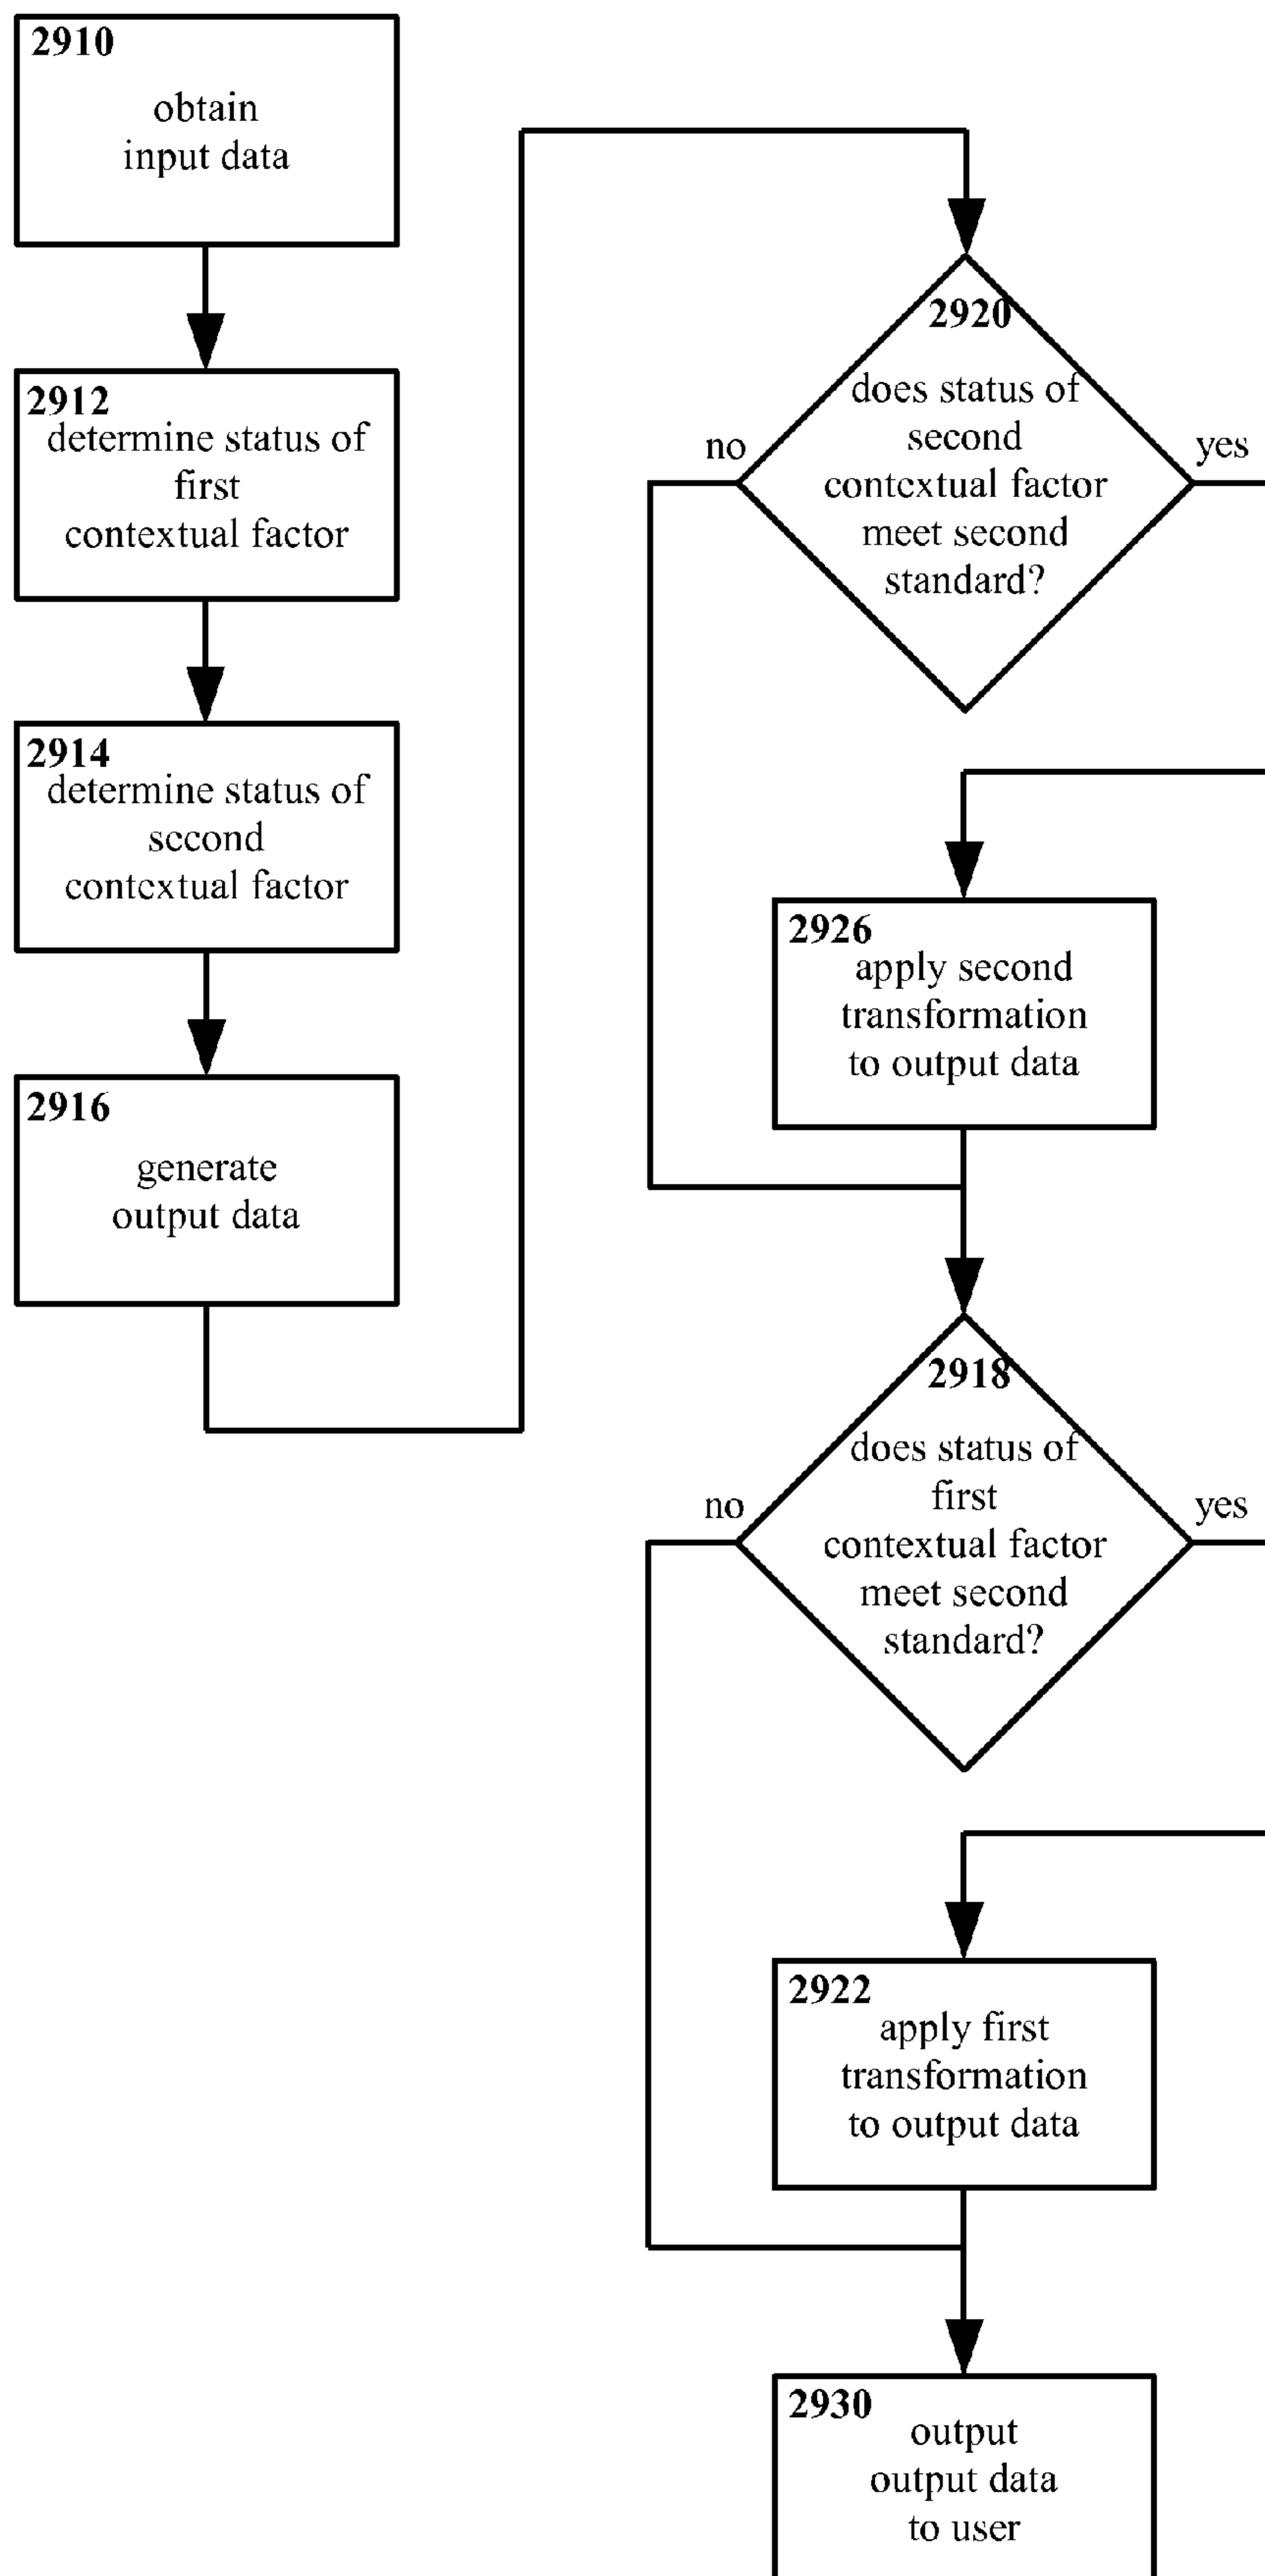 2910
obtain
input data
2912
determine status of
first
contextual factor
2914
determine status of
second
contextual factor
2916
generate
output data
2920
does status of
second
contextual factor
meet second
standard?
no
yes
2926
apply second
transformation
to output data
2918
does status of
first
contextual factor
meet second
standard?
no
yes
2922
apply first
transformation
to output data
2930
output
output data
to user